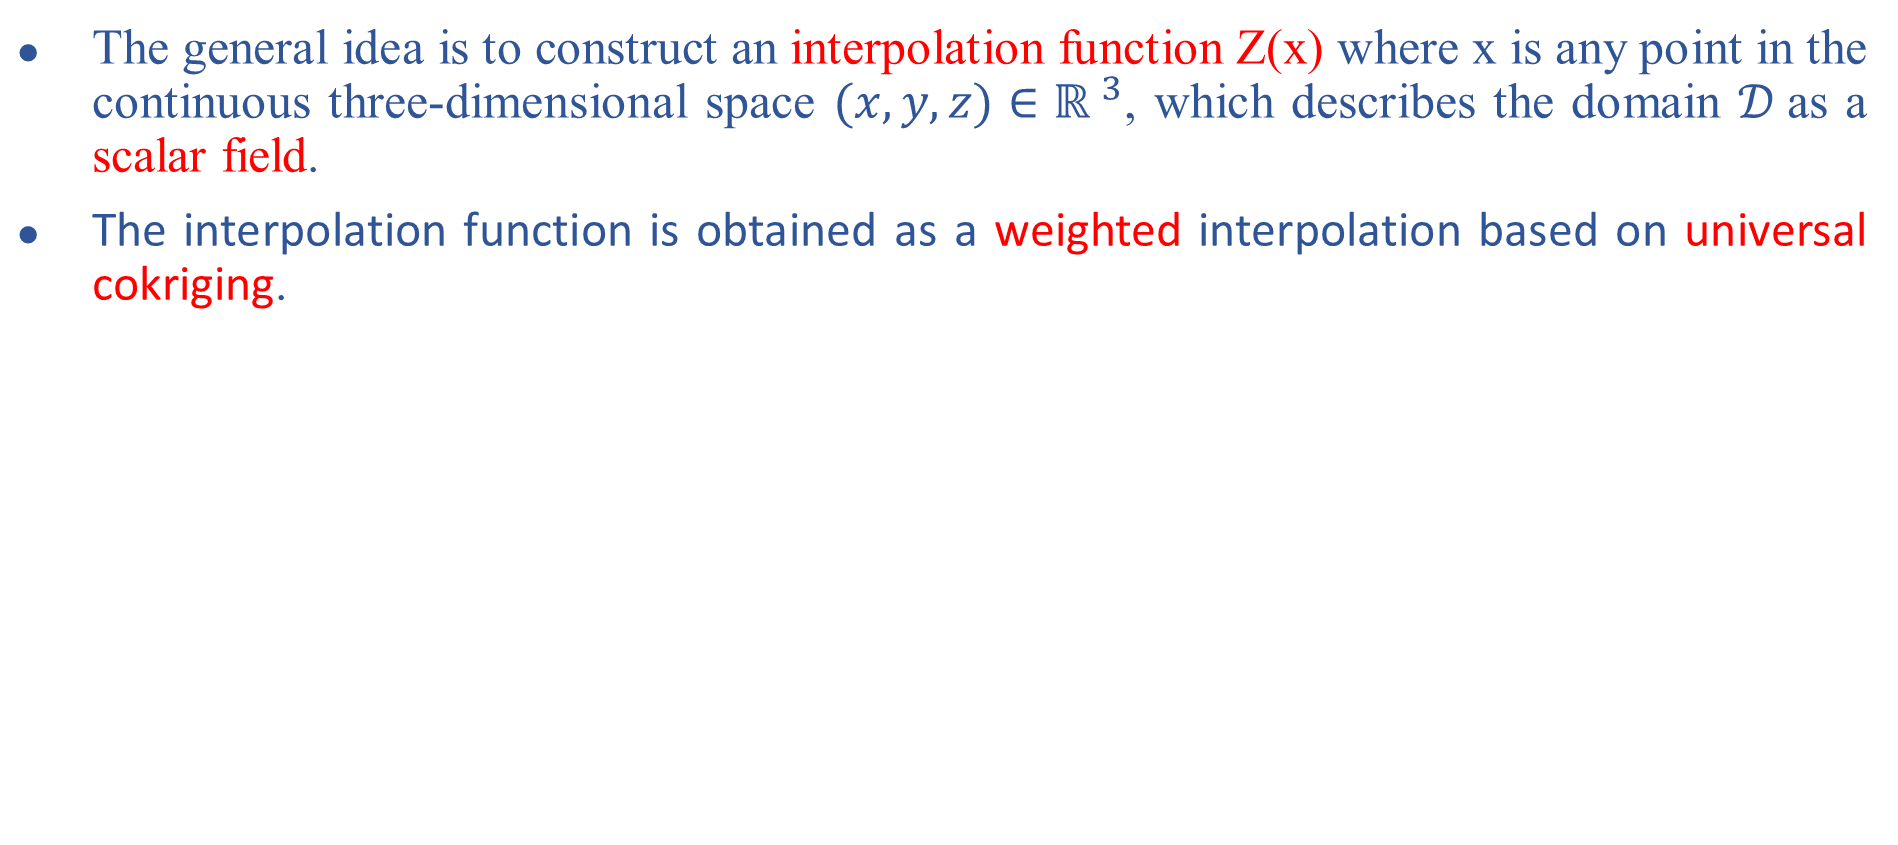 • The general idea is to construct an interpolation function Z(x) where x is any point in the
continuous three-dimensional space (x, y, z) ∈ ℝ ³, which describes the domain 𝒟 as a
scalar field.
• The interpolation function is obtained as a weighted interpolation based on universal
cokriging.